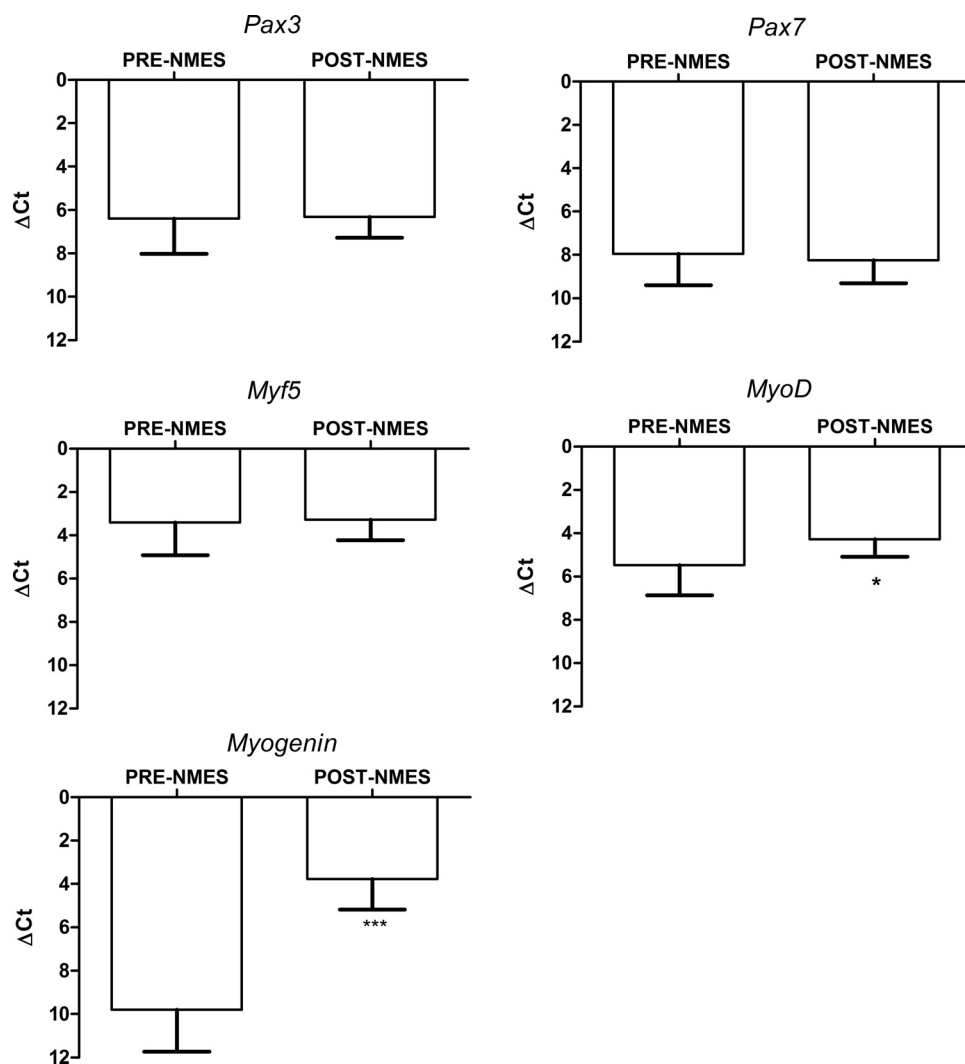 Pax3
PRE-NMES POST-NMES
0
2
4
6
8
10
12
ΔCt
Pax7
PRE-NMES POST-NMES
0
2
4
6
8
10
12
ΔCt
Myf5
PRE-NMES POST-NMES
0
2
4
6
8
10
12
ΔCt
MyoD
PRE-NMES POST-NMES
0
2
4
6
8
10
12
ΔCt
*
Myogenin
PRE-NMES POST-NMES
0
2
4
6
8
10
12
ΔCt
***